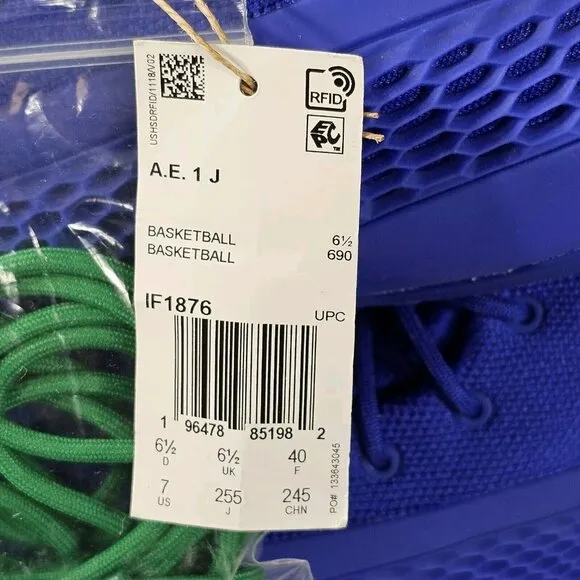 USHSDRFID/1118/V02
RFID
EPC™
A.E. 1 J
BASKETBALL 6½
BASKETBALL 690
IF1876
UPC
1 96478 85198 2
6½ 6½ 40
D UK F
7 255 245
US J CHN
PO# 133643045